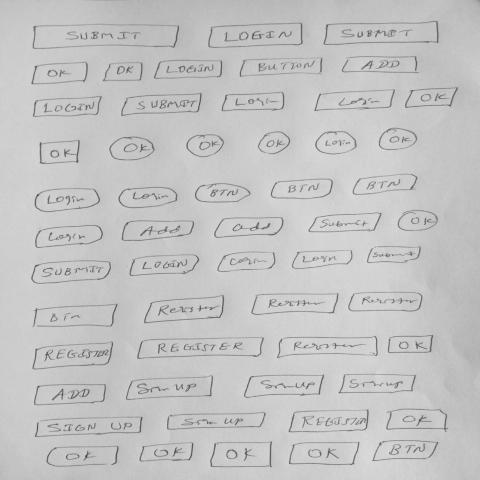 SUBMIT LOGIN SUBMIT
OK OK LOGIN BUTTON ADD
LOGIN SUBMIT Login Login OK
OK OK OK OK Login OK
Login Login BTN BTN BTN
Login Add add Submit OK
SUBMIT LOGIN Login Login Submit
Btn Register Register Register
REGISTER REGISTER Register OK
ADD Sign up Sign up Sign up
SIGN UP Sign up REGISTER OK
OK OK OK OK BTN